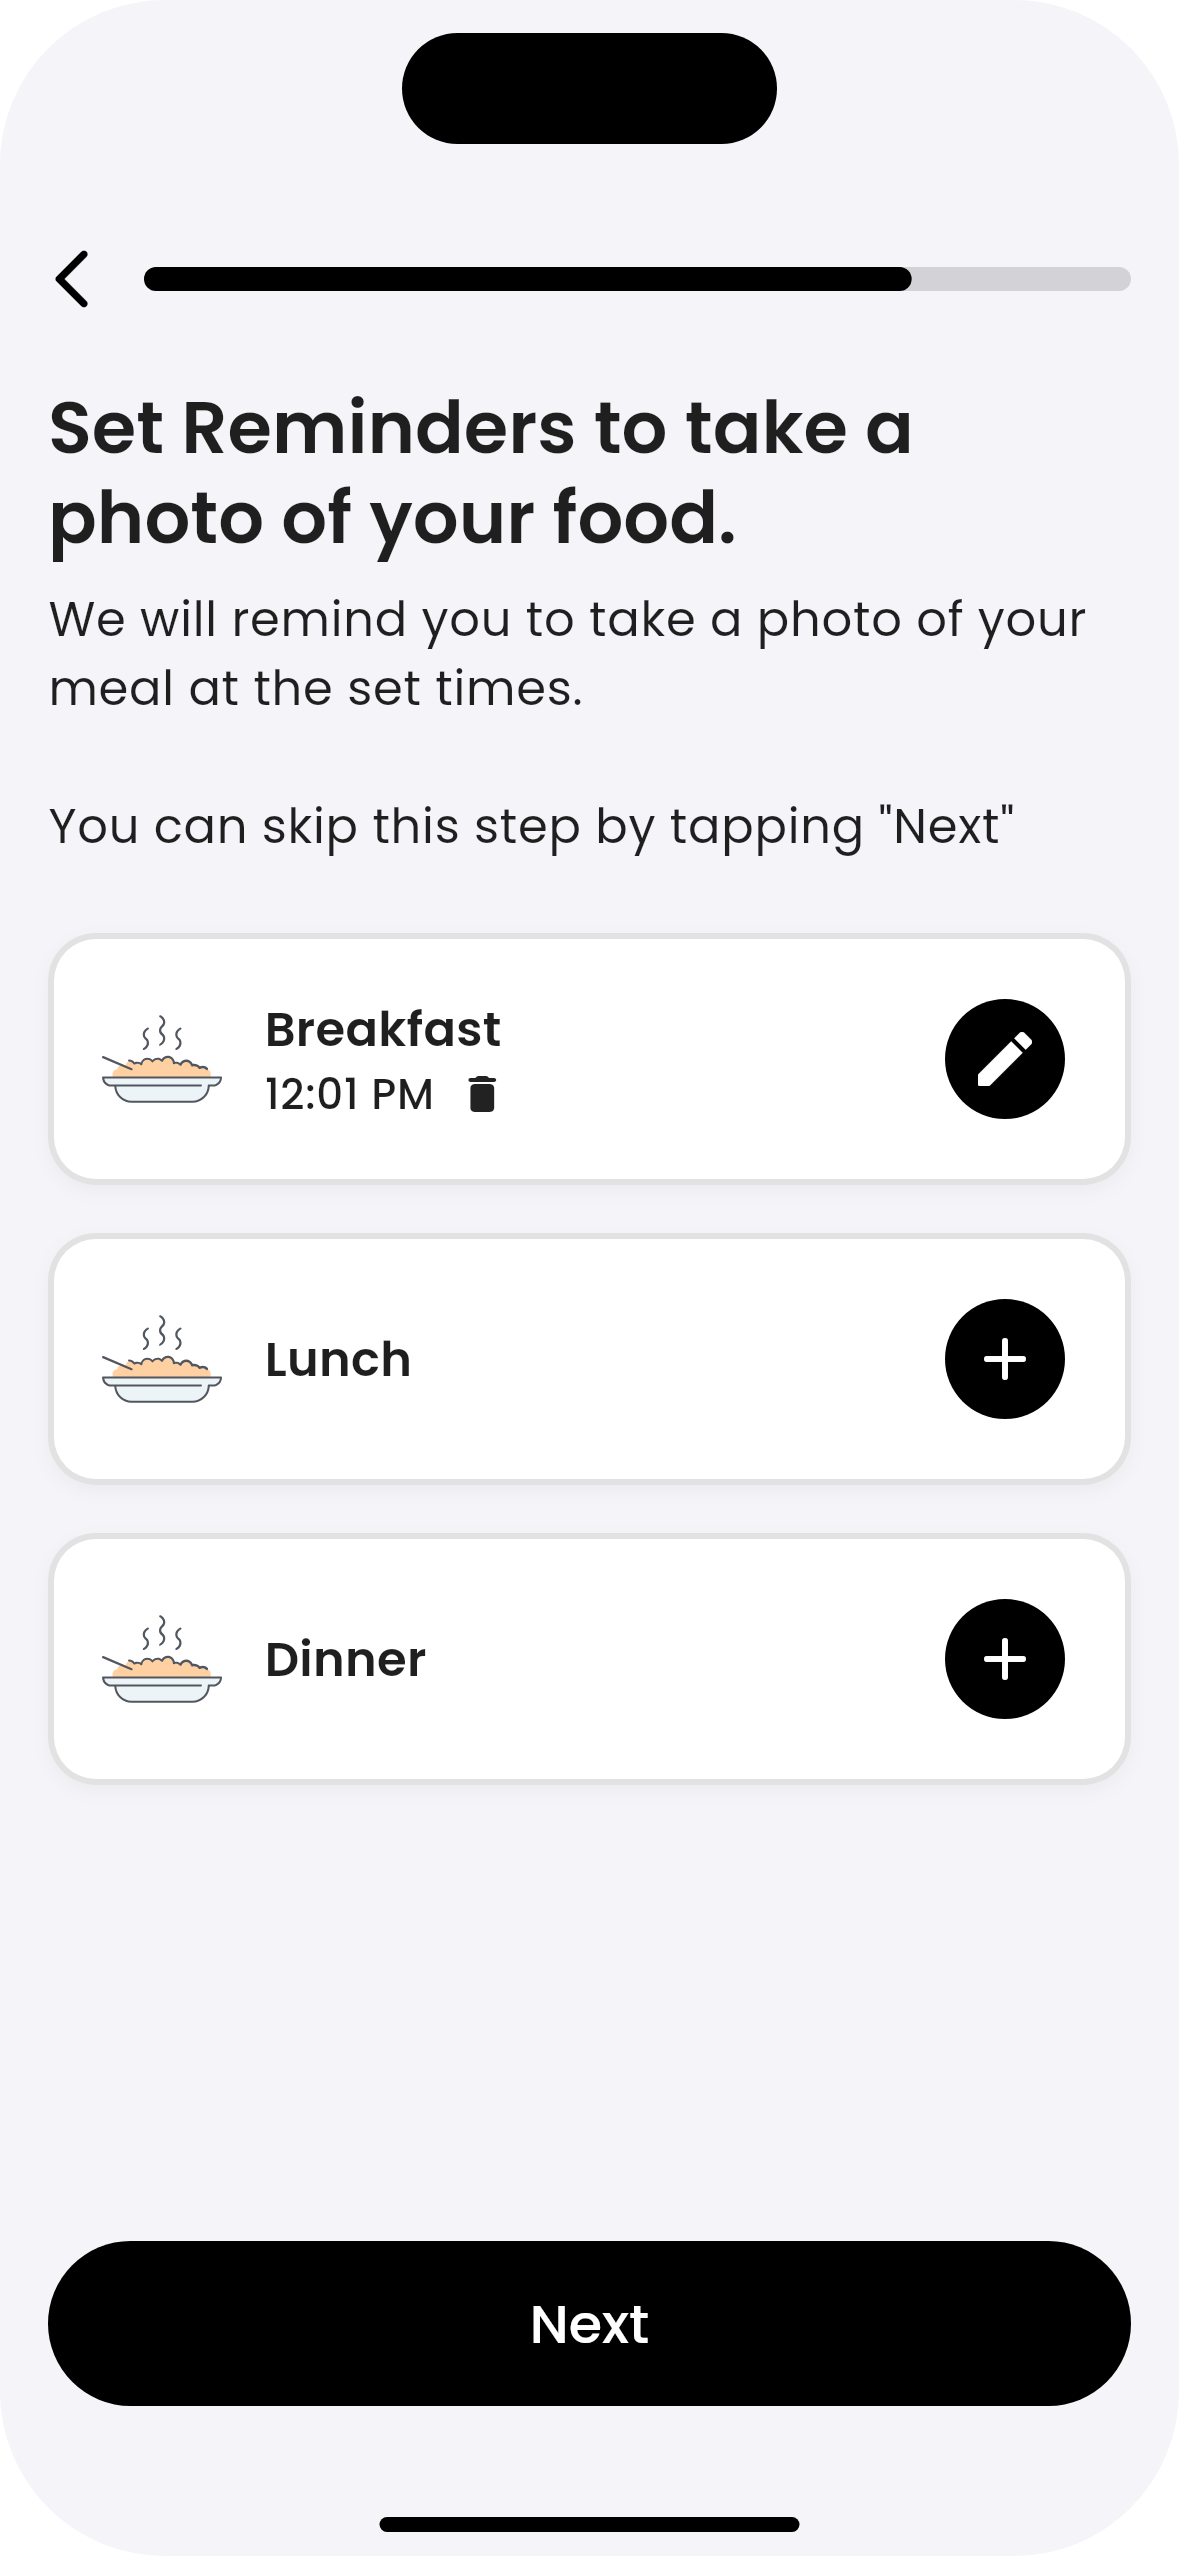 Set Reminders to take a
photo of your food.
We will remind you to take a photo of your
meal at the set times.
You can skip this step by tapping "Next"
Breakfast
12:01 PM
Lunch
Dinner
Next